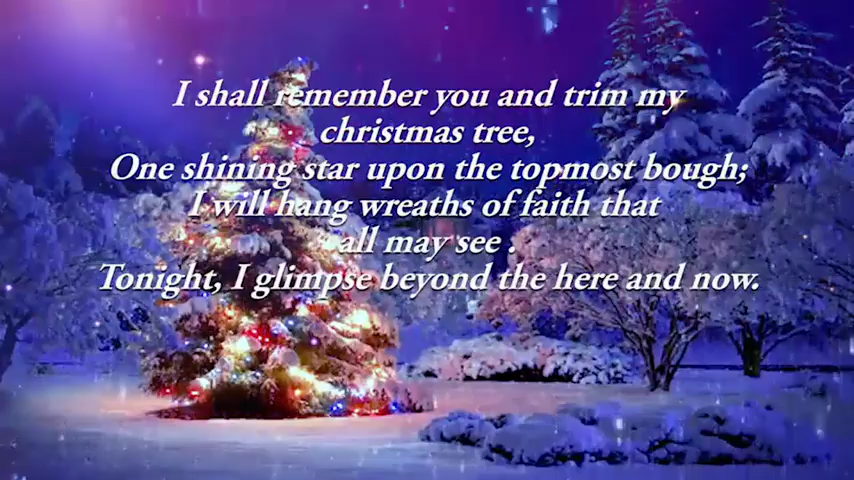 I shall remember you and trim my
christmas tree,
One shining star upon the topmost bough;
I will hang wreaths of faith that
all may see .
Tonight, I glimpse beyond the here and now.